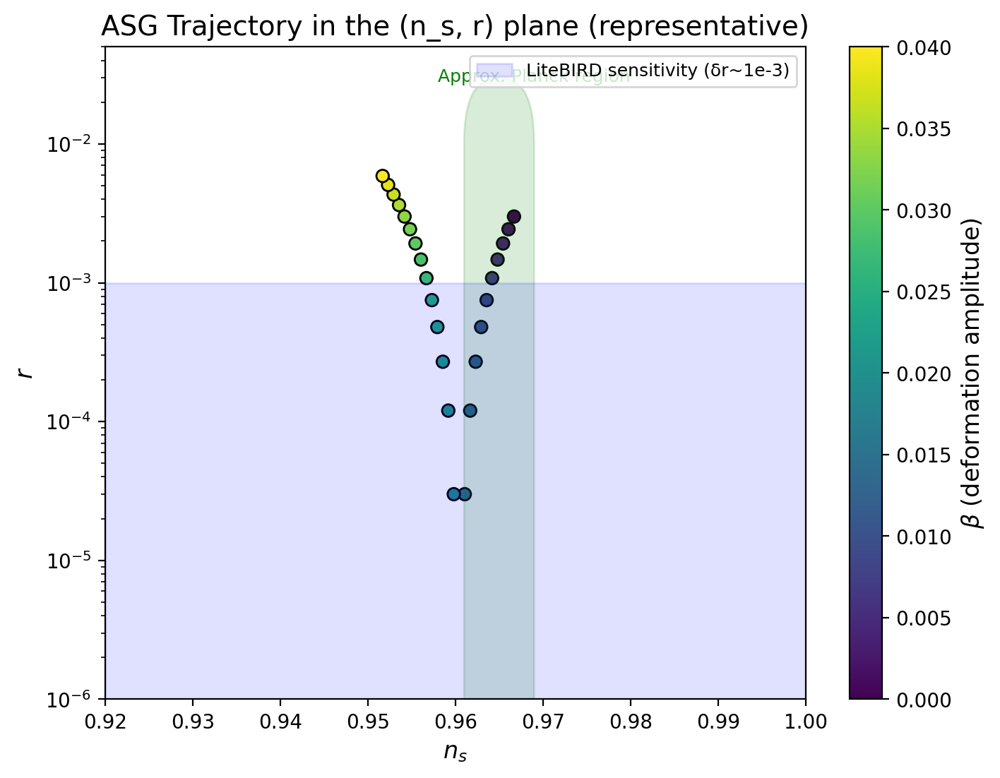 ASG Trajectory in the (n_s, r) plane (representative)
Approx. Planck region
LiteBIRD sensitivity (δr~1e-3)
r
10⁻²
10⁻³
10⁻⁴
10⁻⁵
10⁻⁶
0.92 0.93 0.94 0.95 0.96 0.97 0.98 0.99 1.00
nₛ
0.040
0.035
0.030
0.025
0.020
0.015
0.010
0.005
0.000
β (deformation amplitude)